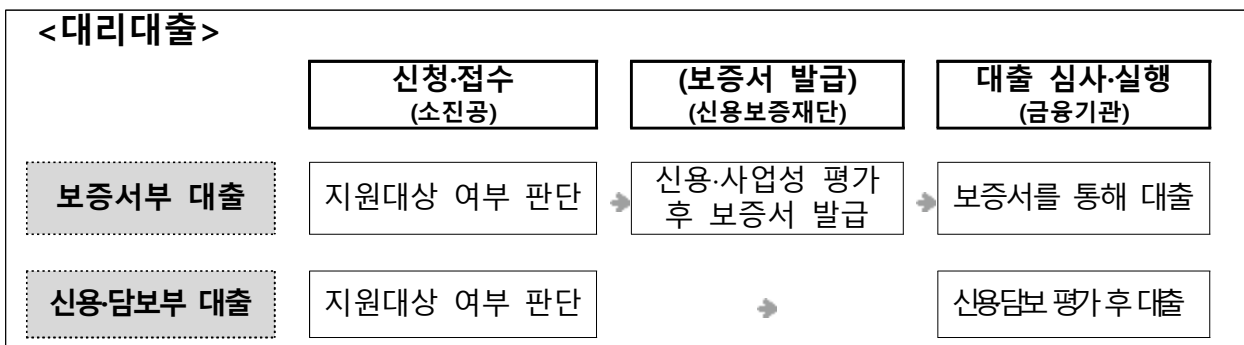 <대리대출>
신청·접수
(소진공)
(보증서 발급)
(신용보증재단)
대출 심사·실행
(금융기관)
보증서부 대출
지원대상 여부 판단
신용·사업성 평가
후 보증서 발급
보증서를 통해 대출
신용·담보부 대출
지원대상 여부 판단
신용·담보 평가 후 대출